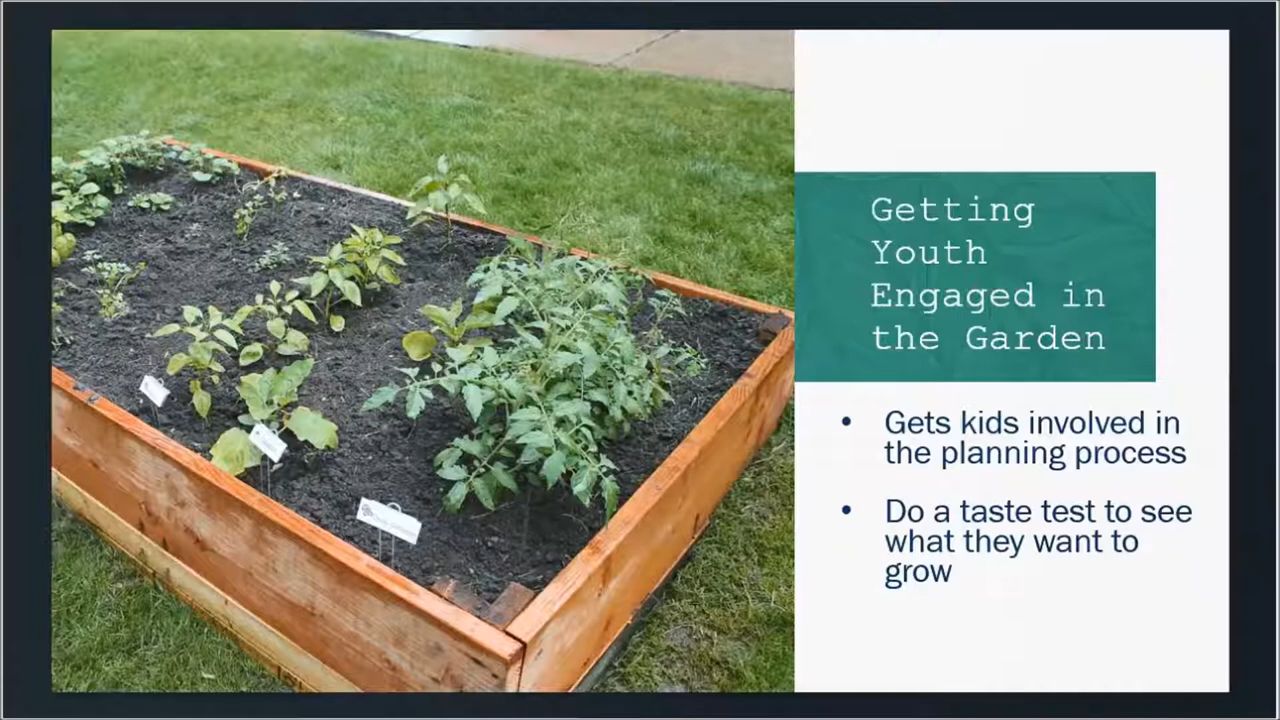 Getting
Youth
Engaged in
the Garden
• Gets kids involved in
the planning process
• Do a taste test to see
what they want to
grow